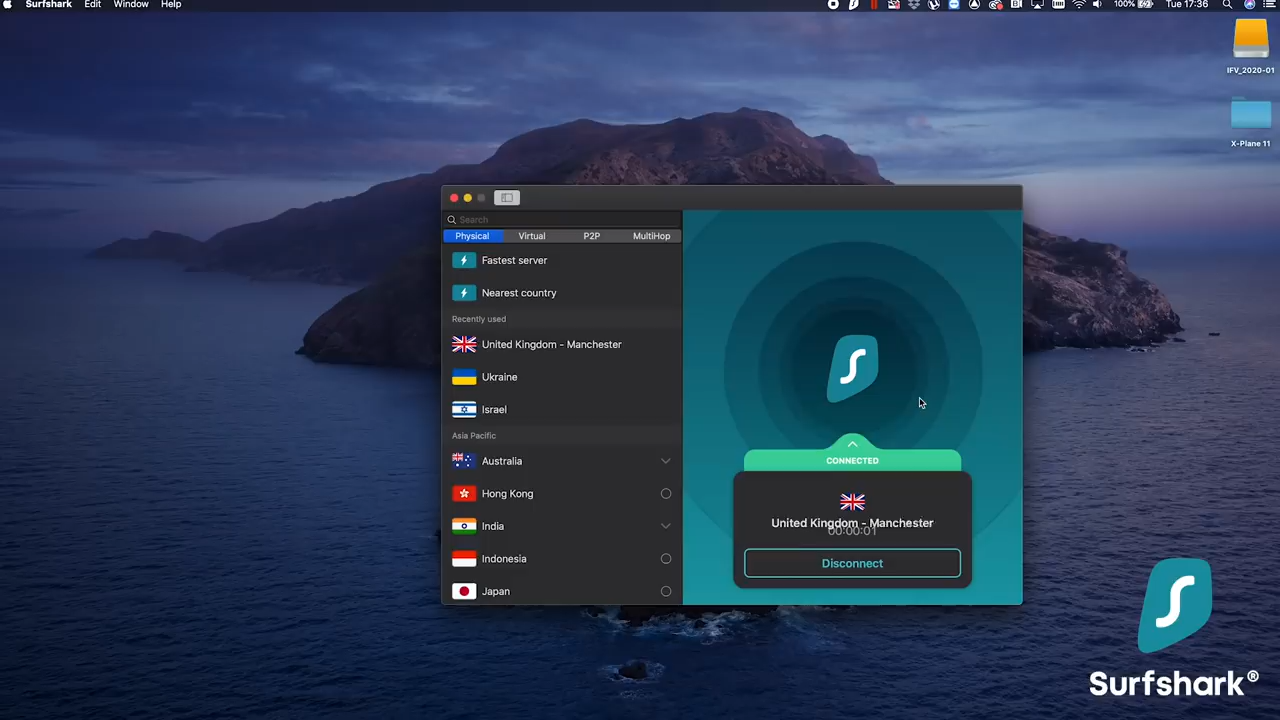 Surfshark Edit Window Help 100% Tue 17:36
IFV_2020-01
X-Plane 11
Search
Physical Virtual P2P MultiHop
Fastest server
Nearest country
Recently used
United Kingdom - Manchester
Ukraine
Israel
Asia Pacific
Australia
Hong Kong
India
Indonesia
Japan
CONNECTED
United Kingdom - Manchester
00:00:01
Disconnect
Surfshark®